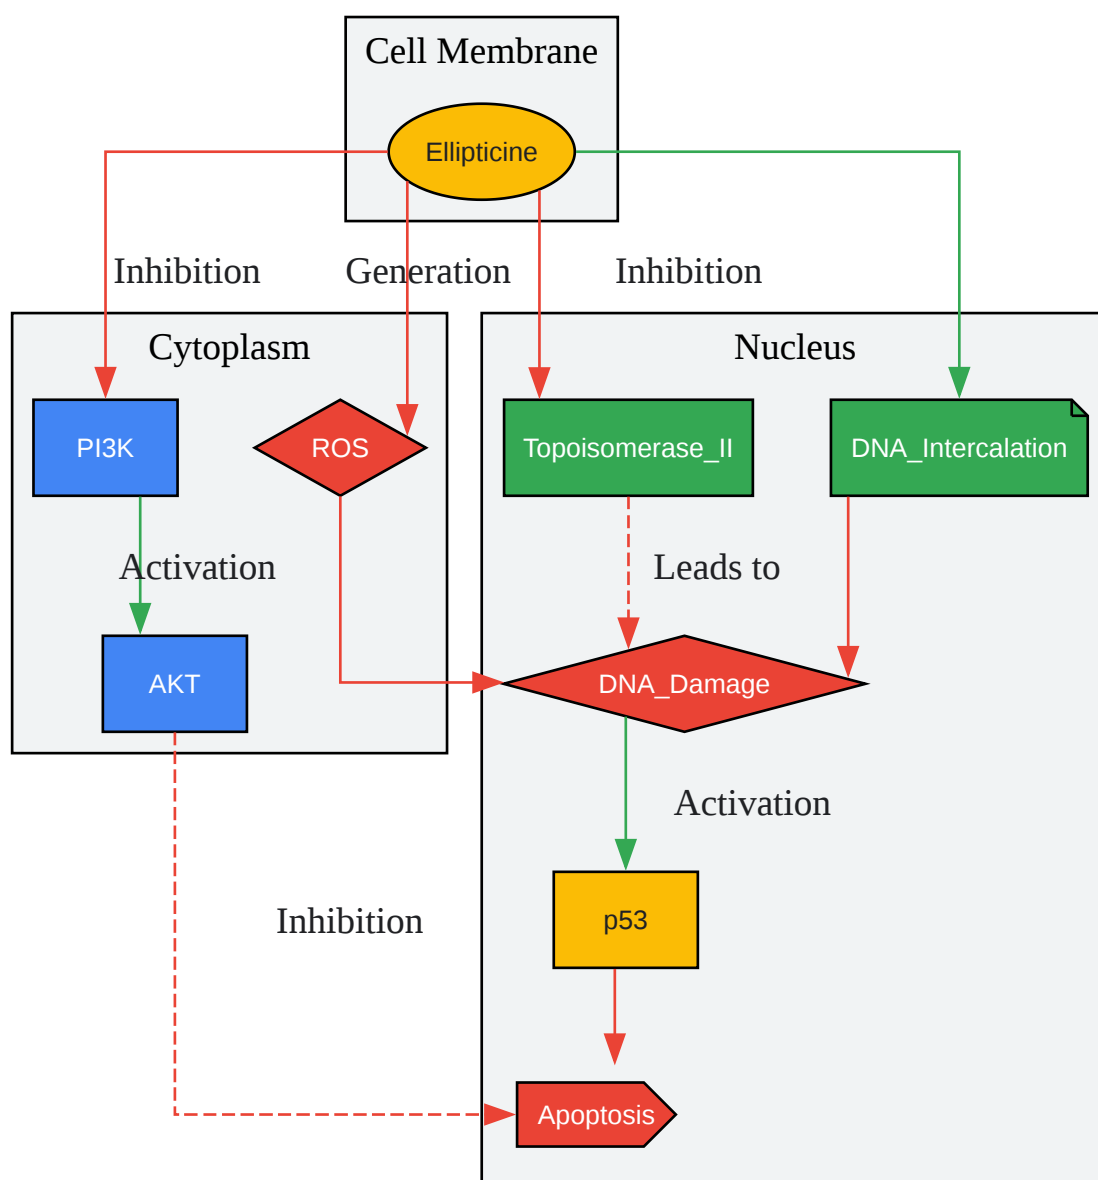 Cell Membrane
Ellipticine
Inhibition
Generation
Inhibition
Cytoplasm
Nucleus
PI3K
ROS
Topoisomerase_II
DNA_Intercalation
Activation
Leads to
AKT
DNA_Damage
Activation
Inhibition
p53
Apoptosis